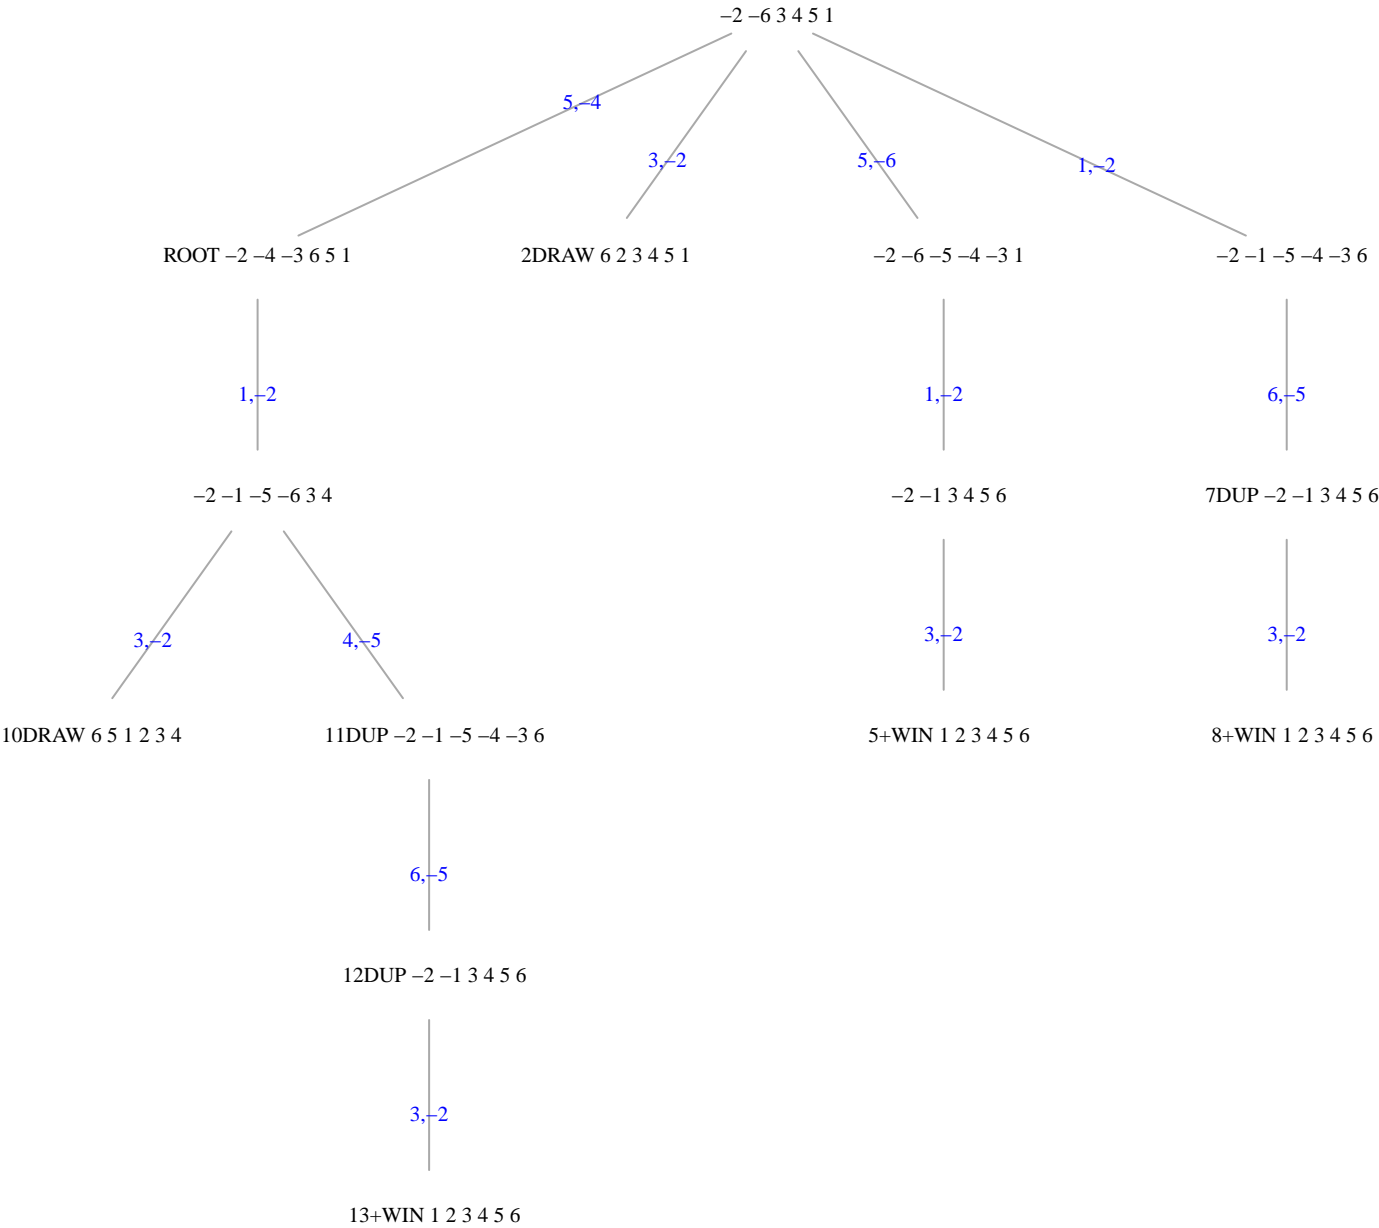 −2 −6 3 4 5 1
5,−4
3,−2
5,−6
1,−2
ROOT −2 −4 −3 6 5 1
2DRAW 6 2 3 4 5 1
−2 −6 −5 −4 −3 1
−2 −1 −5 −4 −3 6
1,−2
1,−2
6,−5
−2 −1 −5 −6 3 4
−2 −1 3 4 5 6
7DUP −2 −1 3 4 5 6
3,−2
4,−5
3,−2
3,−2
10DRAW 6 5 1 2 3 4
11DUP −2 −1 −5 −4 −3 6
5+WIN 1 2 3 4 5 6
8+WIN 1 2 3 4 5 6
6,−5
12DUP −2 −1 3 4 5 6
3,−2
13+WIN 1 2 3 4 5 6